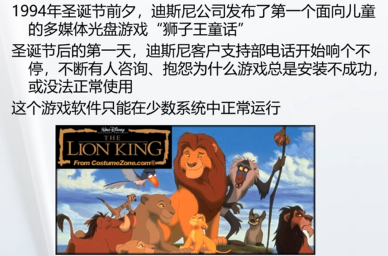 1994年圣诞节前夕，迪斯尼公司发布了第一个面向儿童
的多媒体光盘游戏“狮子王童话”
圣诞节后的第一天，迪斯尼客户支持部电话开始响个不
停，不断有人咨询、抱怨为什么游戏总是安装不成功，
或没法正常使用
这个游戏软件只能在少数系统中正常运行
WALT DISNEY
THE
LION KING
From CostumeZone.com®